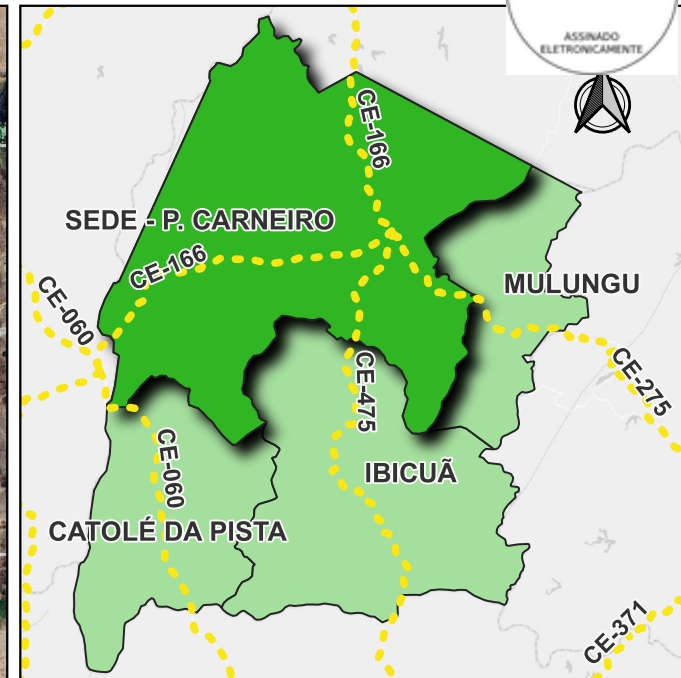 ASSINADO
ELETRONICAMENTE
CE-166
SEDE - P. CARNEIRO
CE-166
MULUNGU
CE-060
CE-475
CE-275
IBICUÃ
CE-060
CATOLÉ DA PISTA
CE-371